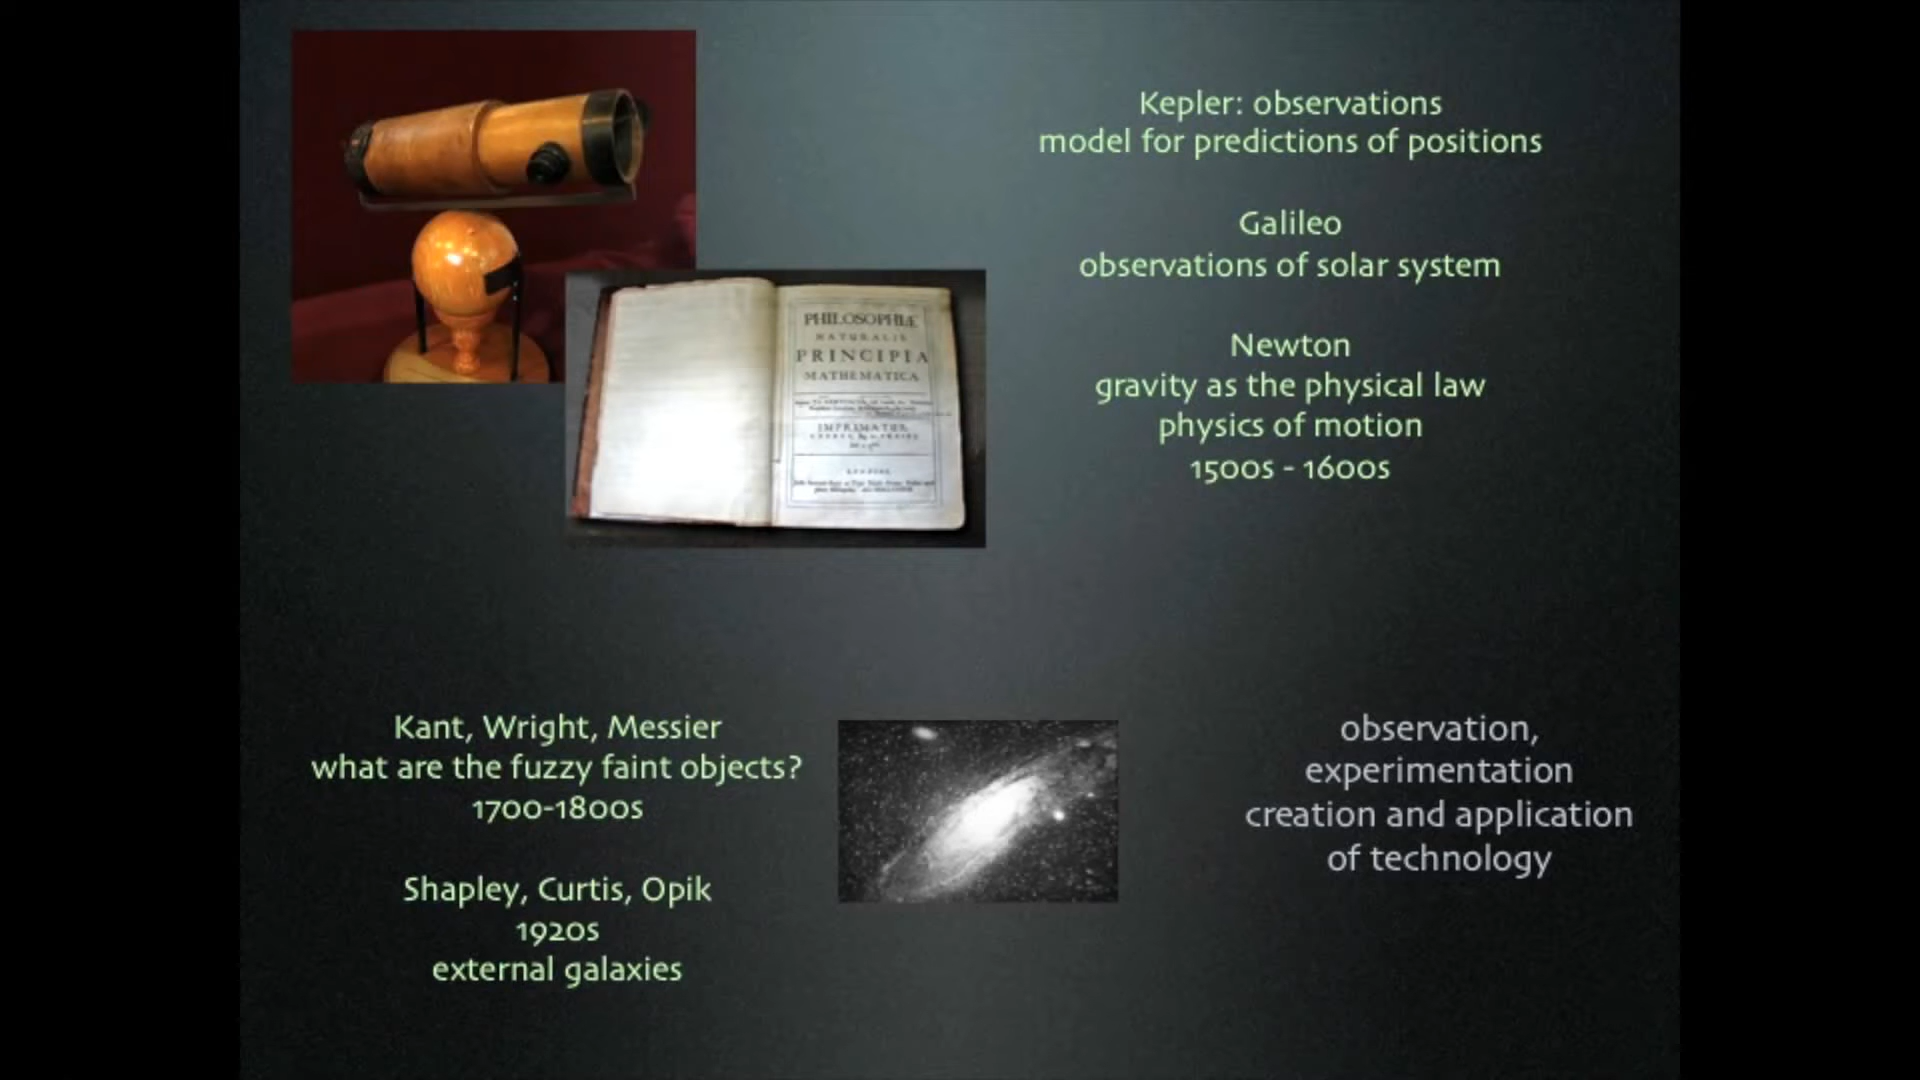 Kepler: observations
model for predictions of positions
Galileo
observations of solar system
Newton
gravity as the physical law
physics of motion
1500s - 1600s
PHILOSOPHIÆ
NATURALIS
PRINCIPIA
MATHEMATICA
IMPRIMATUR
Kant, Wright, Messier
what are the fuzzy faint objects?
1700-1800s
Shapley, Curtis, Opik
1920s
external galaxies
observation,
experimentation
creation and application
of technology